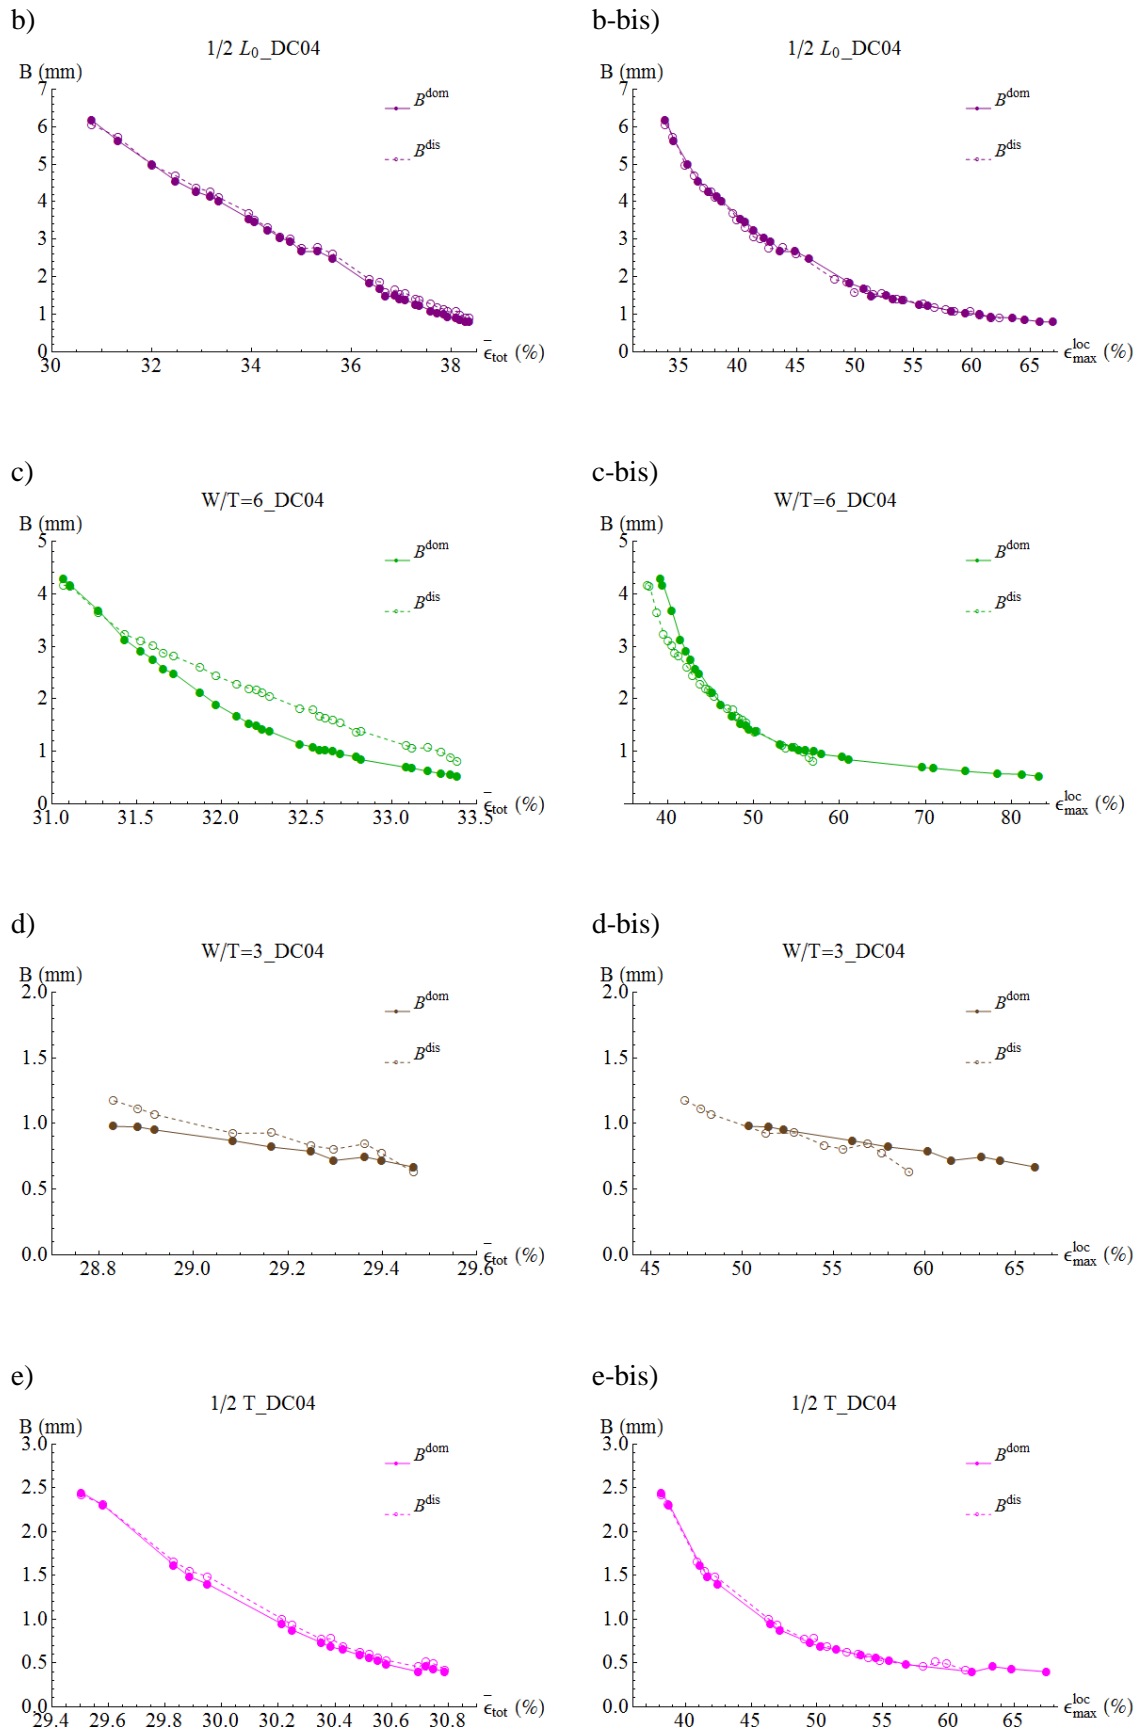 b)
1/2 L₀_DC04
B (mm)
7
6
5
4
3
2
1
0
30 32 34 36 38
ϵ̄tot (%)
Bdom
Bdis
b-bis)
1/2 L₀_DC04
B (mm)
7
6
5
4
3
2
1
0
35 40 45 50 55 60 65
ϵmaxloc (%)
Bdom
Bdis
c)
W/T=6_DC04
B (mm)
5
4
3
2
1
0
31.0 31.5 32.0 32.5 33.0 33.5
ϵ̄tot (%)
Bdom
Bdis
c-bis)
W/T=6_DC04
B (mm)
5
4
3
2
1
0
40 50 60 70 80
ϵmaxloc (%)
Bdom
Bdis
d)
W/T=3_DC04
B (mm)
2.0
1.5
1.0
0.5
0.0
28.8 29.0 29.2 29.4 29.6
ϵ̄tot (%)
Bdom
Bdis
d-bis)
W/T=3_DC04
B (mm)
2.0
1.5
1.0
0.5
0.0
45 50 55 60 65
ϵmaxloc (%)
Bdom
Bdis
e)
1/2 T_DC04
B (mm)
3.0
2.5
2.0
1.5
1.0
0.5
0.0
29.4 29.6 29.8 30.0 30.2 30.4 30.6 30.8
ϵ̄tot (%)
Bdom
Bdis
e-bis)
1/2 T_DC04
B (mm)
3.0
2.5
2.0
1.5
1.0
0.5
0.0
40 45 50 55 60 65
ϵmaxloc (%)
Bdom
Bdis